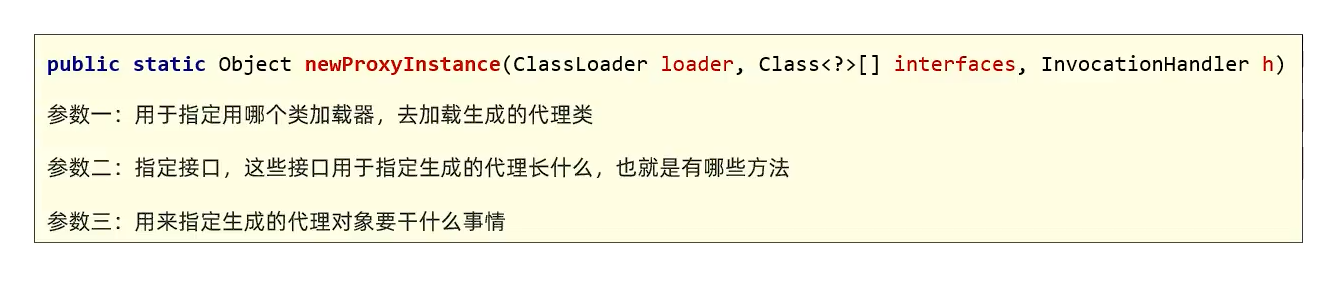 public static Object newProxyInstance(ClassLoader loader, Class<?>[] interfaces, InvocationHandler h)
参数一：用于指定用哪个类加载器，去加载生成的代理类
参数二：指定接口，这些接口用于指定生成的代理长什么，也就是有哪些方法
参数三：用来指定生成的代理对象要干什么事情